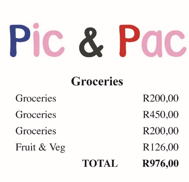 Pic & Pac
Groceries
Groceries R200,00
Groceries R450,00
Groceries R200,00
Fruit & Veg R126,00
TOTAL R976,00